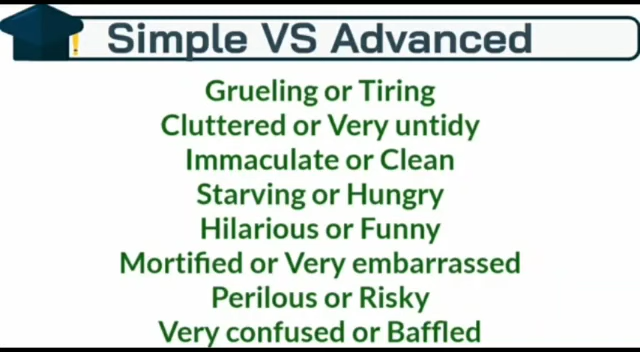 Simple VS Advanced
Grueling or Tiring
Cluttered or Very untidy
Immaculate or Clean
Starving or Hungry
Hilarious or Funny
Mortified or Very embarrassed
Perilous or Risky
Very confused or Baffled